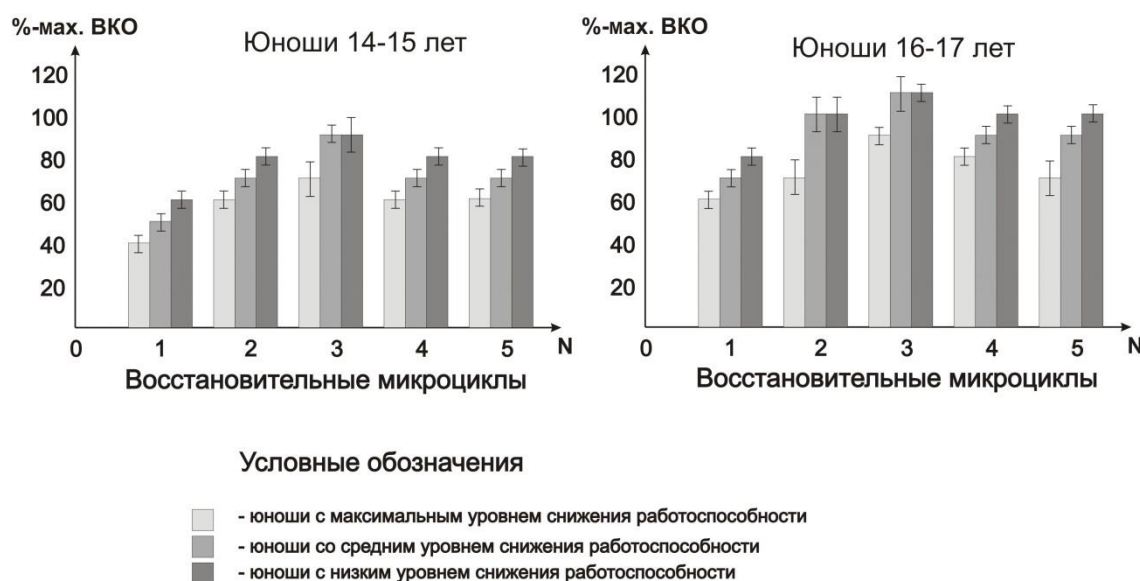 %-мах. ВКО
Юноши 14-15 лет
120
100
80
60
40
20
0
1 2 3 4 5 N
Восстановительные микроциклы
%-мах. ВКО
Юноши 16-17 лет
120
100
80
60
40
20
0
1 2 3 4 5 N
Восстановительные микроциклы
Условные обозначения
- юноши с максимальным уровнем снижения работоспособности
- юноши со средним уровнем снижения работоспособности
- юноши с низким уровнем снижения работоспособности